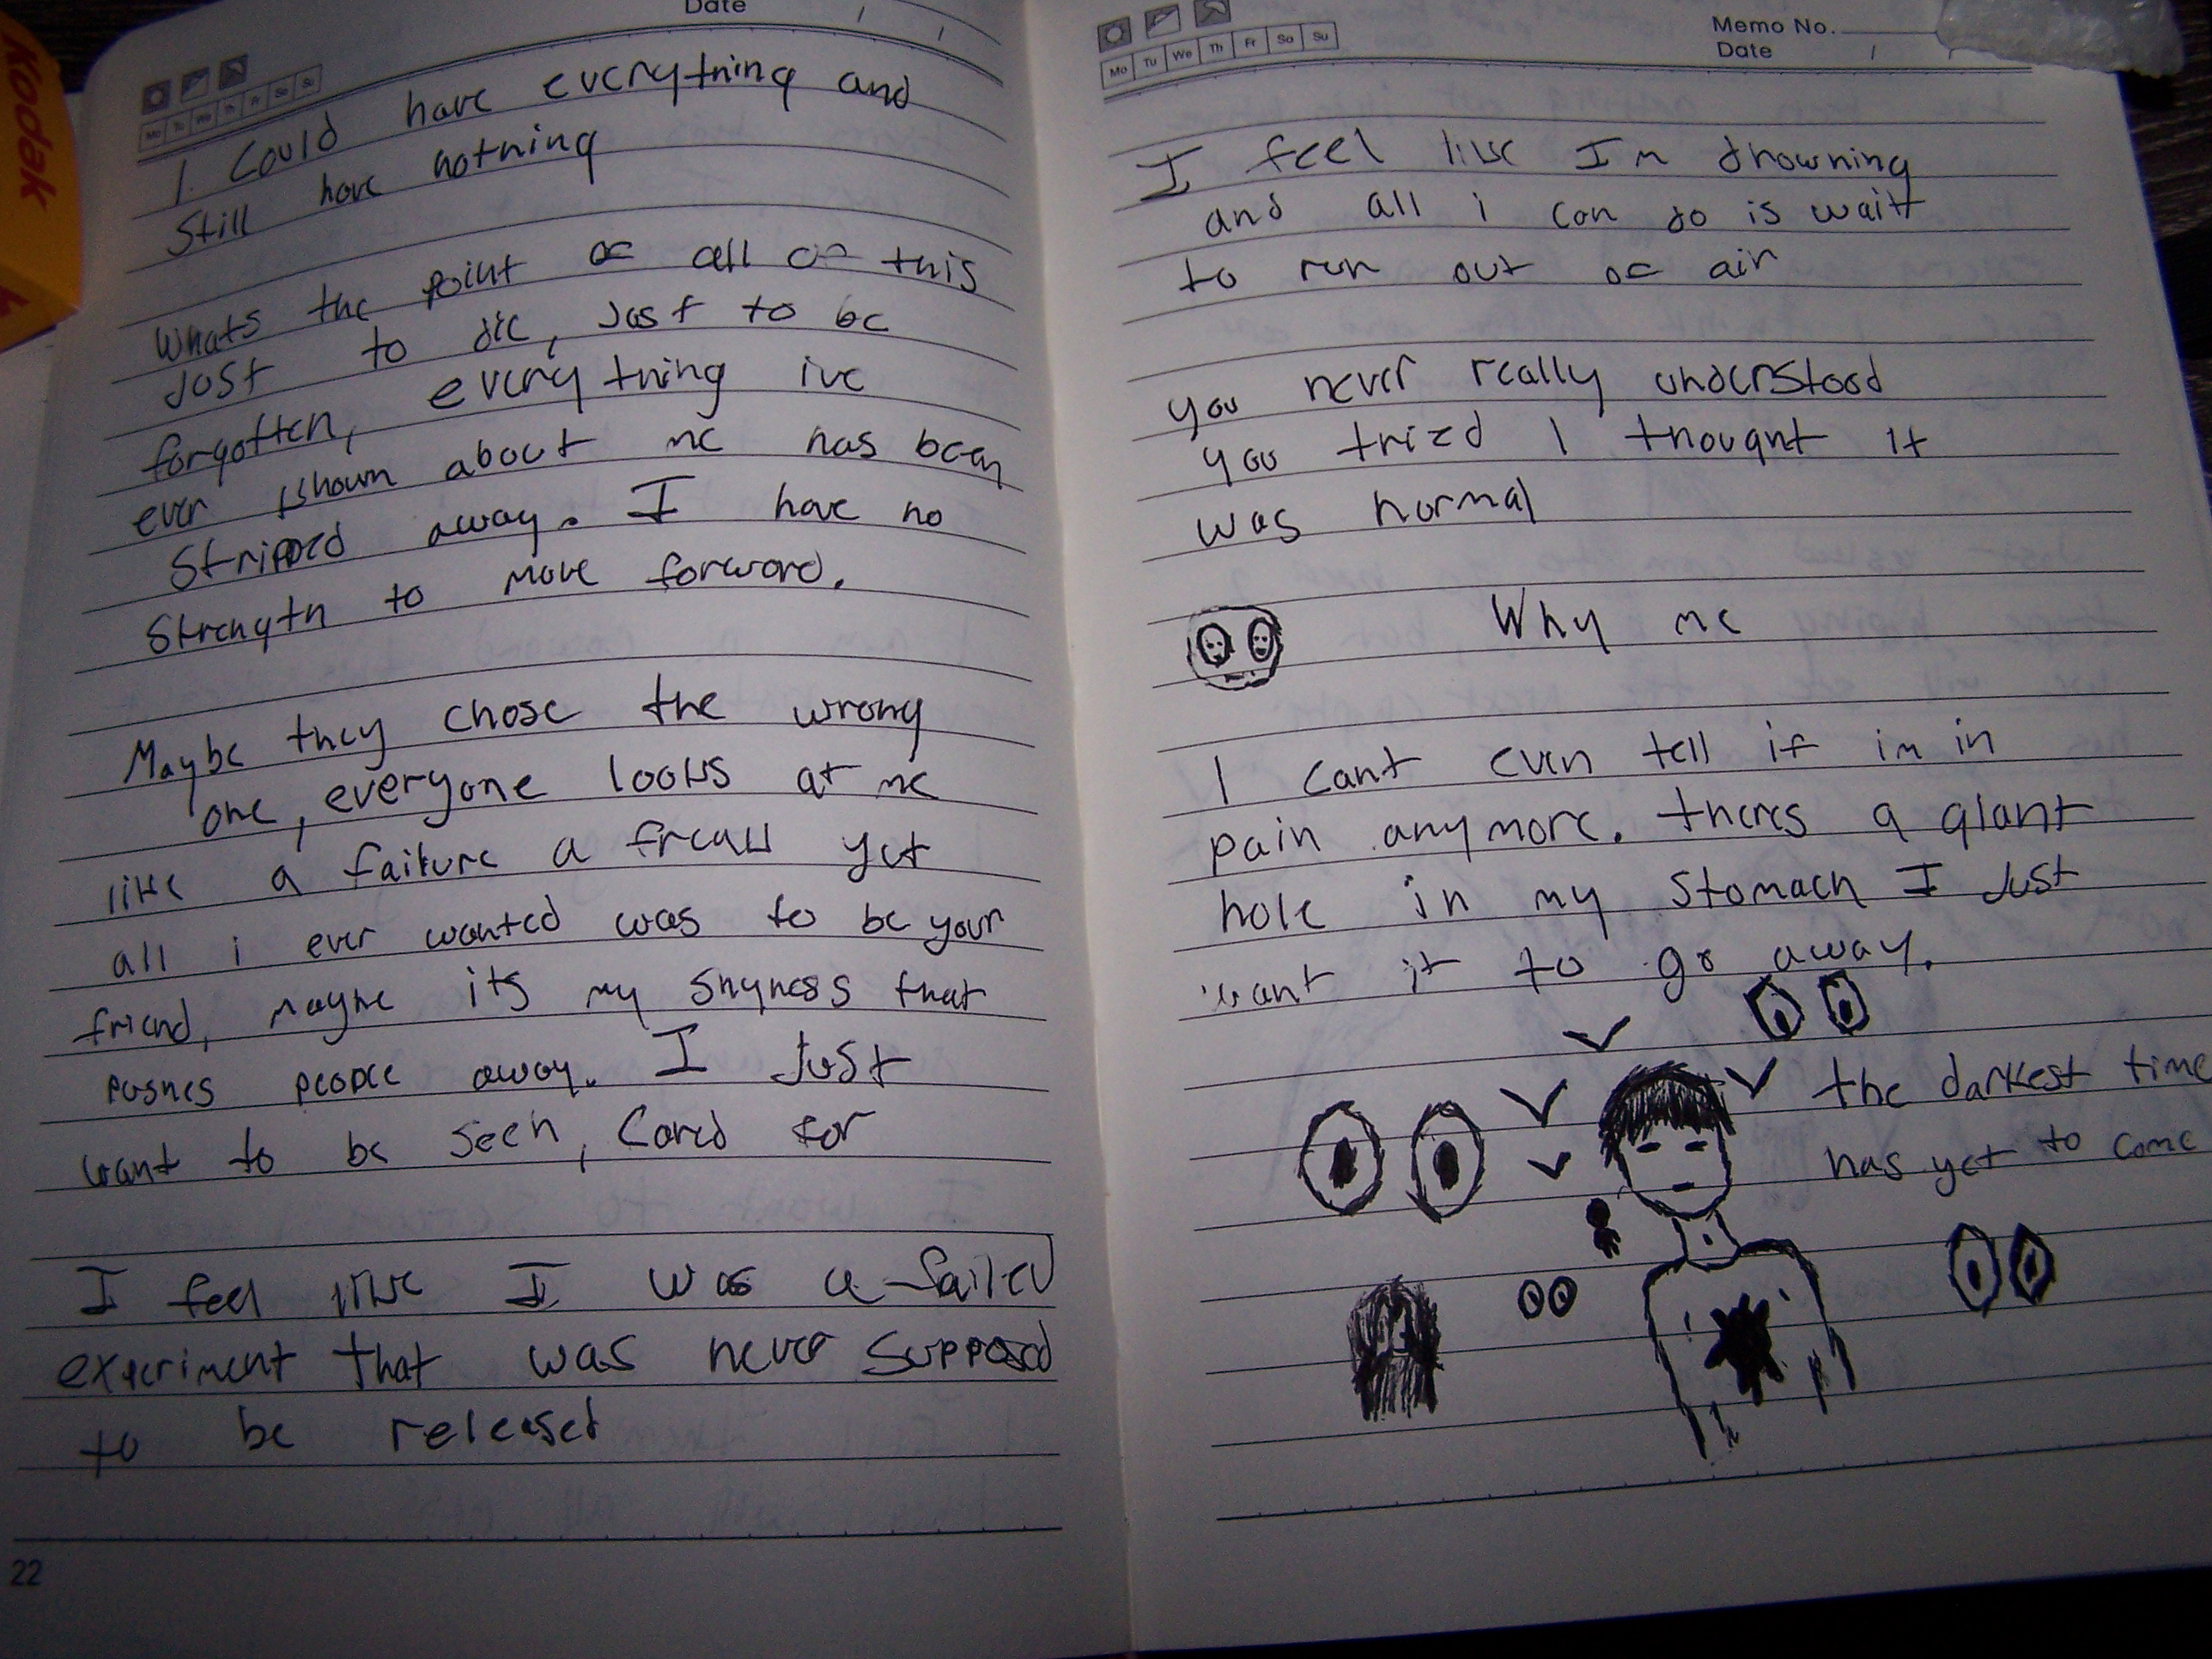 Kodak
Date / /
Mo Tu We Th Fr Sa Su
I Could have everything and
Still have nothing
Whats the point of all of this
Just to die, Just to be
forgotten, everything ive
ever shown about me has been
Stripped away. I have no
Strength to move forward.
Maybe they chose the wrong
one, everyone looks at me
like a failure a freak yet
all i ever wanted was to be your
friend, maybe its my shyness that
pushes people away. I Just
want to be seen, Cared for
I feel like I was a failed
experiment that was never Supposed
to be released
22
Memo No.
Mo Tu We Th Fr Sa Su
Date / /
I feel like Im drowning
and all i can do is wait
to run out of air
you never really understood
you tried I thought it
was normal
Why me
I cant even tell if im in
pain anymore. theres a giant
hole in my Stomach I Just
want it to go away.
the darkest time
has yet to come